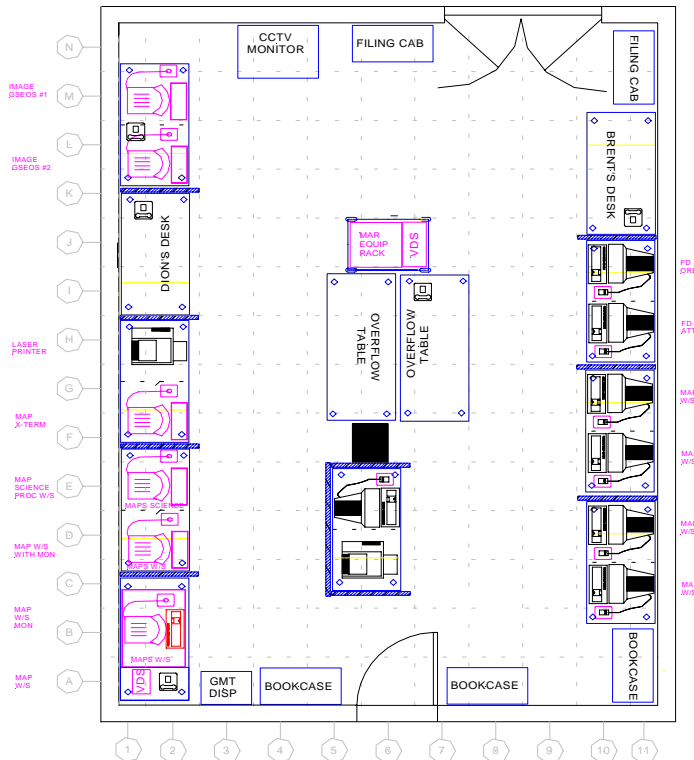 N
CCTV
MONITOR
FILING CAB
FILING CAB
IMAGE
GSEOS #1
M
L
IMAGE
GSEOS #2
K
BRENT'S DESK
DION'S DESK
J
MAR
EQUIP
RACK
VDS
FD
I
OVERFLOW
TABLE
OVERFLOW
TABLE
FD
ATT
LASER
PRINTER
H
G
MAP
X-TERM
F
W/S
MAP
SCIENCE
PROC W/S
E
MAPS SCIENCE
W/S
MAP W/S
WITH MON
D
MAPS W/S
W/S
C
MAP
W/S
MON
B
MAPS W/S
W/S
MAP
W/S
A
VDS
GMT
DISP
BOOKCASE
BOOKCASE
BOOKCASE
1
2
3
4
5
6
7
8
9
10
11